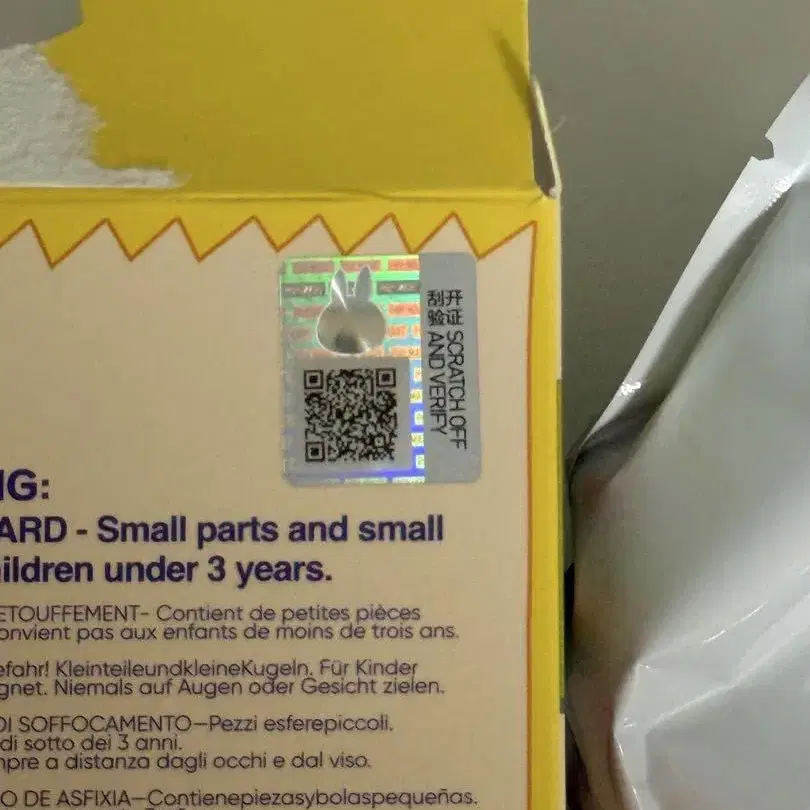 刮开
验证
SCRATCH OFF
AND VERIFY
IG:
ARD - Small parts and small
ildren under 3 years.
ETOUFFEMENT- Contient de petites pièces
onvient pas aux enfants de moins de trois ans.
efahr! KleinteileundkleineKugeln. Für Kinder
gnet. Niemals auf Augen oder Gesicht zielen.
DI SOFFOCAMENTO—Pezzi esferepiccoli.
di sotto dei 3 anni.
pre a distanza dagli occhi e dal viso.
O DE ASFIXIA—Contienepiezasybolaspequeñas.